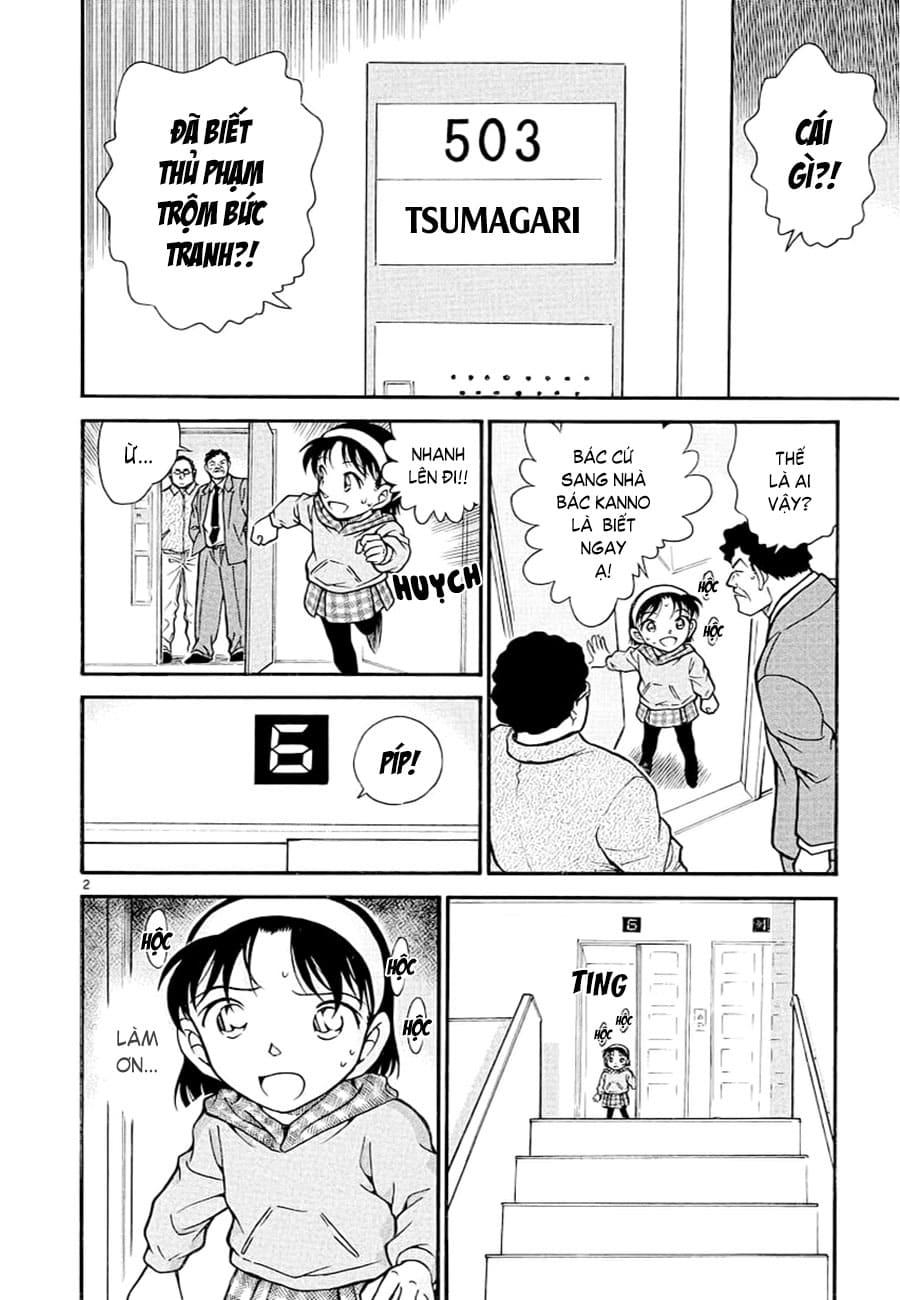 CÁI
GÌ?!
503
TSUMAGARI
ĐÃ BIẾT
THỦ PHẠM
TRỘM BỨC
TRANH?!
THẾ
LÀ AI
VẬY?
BÁC CỨ
SANG NHÀ
BÁC KANNO
LÀ BIẾT
NGAY
Ạ!
HỘC
HỘC
NHANH
LÊN ĐI!!
HUỴCH
Ừ...
6
PÍP!
2
6
TING
HỘC
HỘC
HỘC
HỘC
HỘC
LÀM
ƠN...